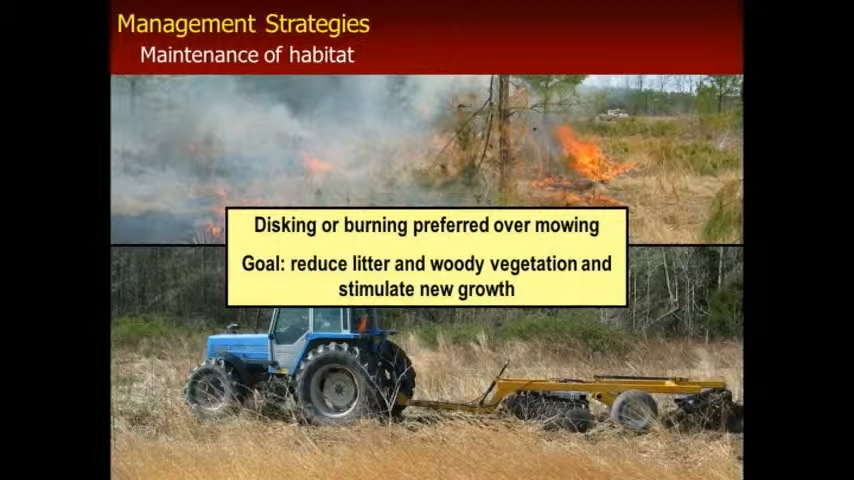 Management Strategies
Maintenance of habitat
Disking or burning preferred over mowing
Goal: reduce litter and woody vegetation and
stimulate new growth